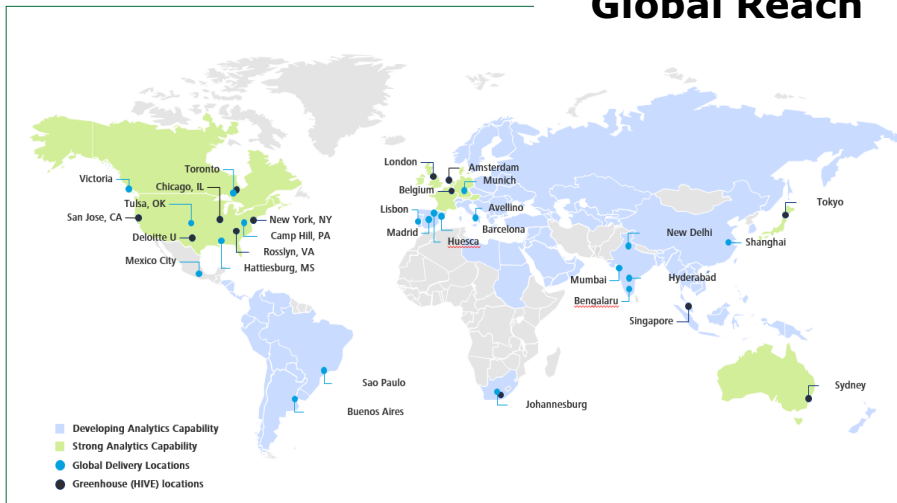 Global Reach
London
Amsterdam
Toronto
Munich
Victoria
Chicago, IL
Belgium
Tulsa, OK
Tokyo
Lisbon
Avellino
San Jose, CA
New York, NY
Madrid
Barcelona
New Delhi
Deloitte U
Camp Hill, PA
Huesca
Shanghai
Rosslyn, VA
Mexico City
Hattiesburg, MS
Mumbai
Hyderabad
Bengaluru
Singapore
Sao Paulo
Sydney
Buenos Aires
Johannesburg
Developing Analytics Capability
Strong Analytics Capability
Global Delivery Locations
Greenhouse (HIVE) locations